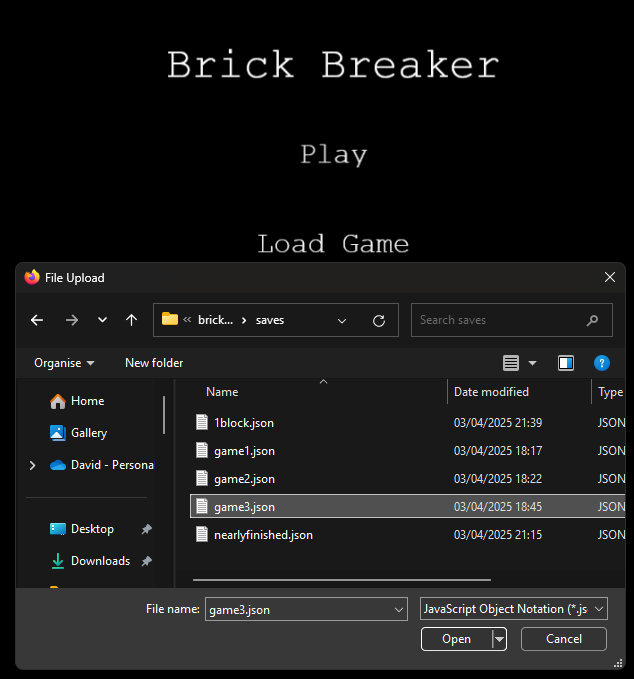 Brick Breaker
Play
Load Game
File Upload
« brick... > saves
Search saves
Organise New folder
Name Date modified Type
Home
Gallery
David - Persona
Desktop
Downloads
1block.json 03/04/2025 21:39 JSON
game1.json 03/04/2025 18:17 JSON
game2.json 03/04/2025 18:22 JSON
game3.json 03/04/2025 18:45 JSON
nearlyfinished.json 03/04/2025 21:15 JSON
File name: game3.json JavaScript Object Notation (*.js
Open Cancel